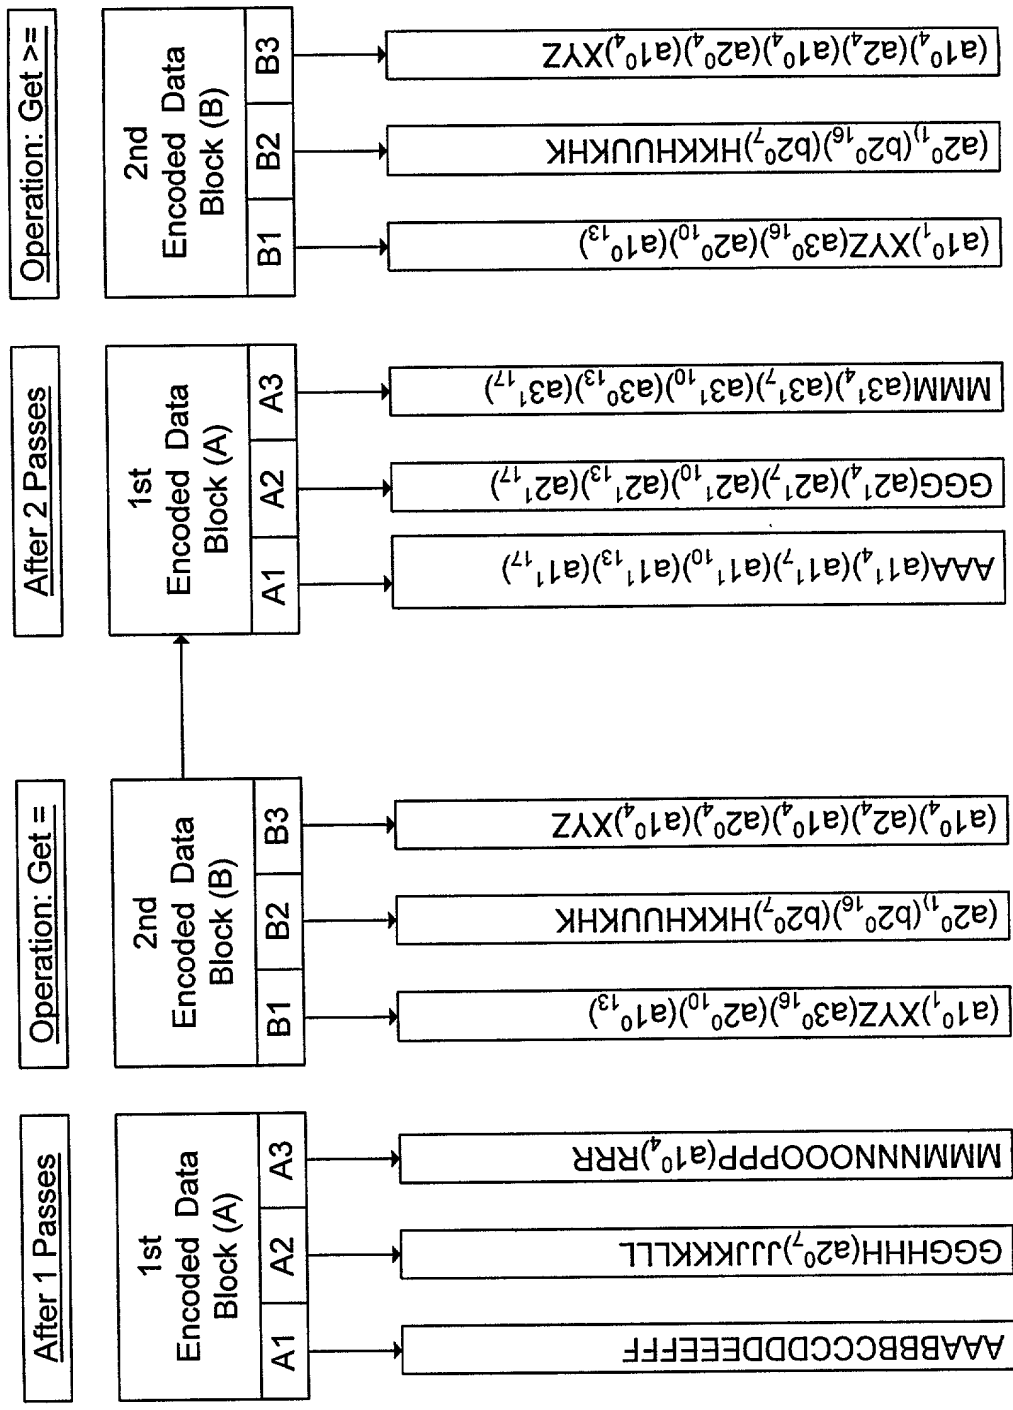 After 1 Passes
1st
Encoded Data
Block (A)
A1 A2 A3
AAABBBCCCDDDEEEFFF
GGGHHH(a2⁰₇)JJJKKKLLL
MMMNNNOOOPPP(a1⁰₄)RRR
Operation: Get =
2nd
Encoded Data
Block (B)
B1 B2 B3
(a1⁰₁)XYZ(a3⁰₁₆)(a2⁰₁₀)(a1⁰₁₃)
(a2⁰₁₎(b2⁰₁₆)(b2⁰₇)HKKHUUKHK
(a1⁰₄)(a2₄)(a1⁰₄)(a2⁰₄)(a1⁰₄)XYZ
After 2 Passes
1st
Encoded Data
Block (A)
A1 A2 A3
AAA(a1¹₄)(a1¹₇)(a1¹₁₀)(a1¹₁₃)(a1¹₁₇)
GGG(a2¹₄)(a2¹₇)(a2¹₁₀)(a2¹₁₃)(a2¹₁₇)
MMM(a3¹₄)(a3¹₇)(a3¹₁₀)(a3⁰₁₃)(a3¹₁₇)
Operation: Get >=
2nd
Encoded Data
Block (B)
B1 B2 B3
(a1⁰₁)XYZ(a3⁰₁₆)(a2⁰₁₀)(a1⁰₁₃)
(a2⁰₁₎(b2⁰₁₆)(b2⁰₇)HKKHUUKHK
(a1⁰₄)(a2₄)(a1⁰₄)(a2⁰₄)(a1⁰₄)XYZ